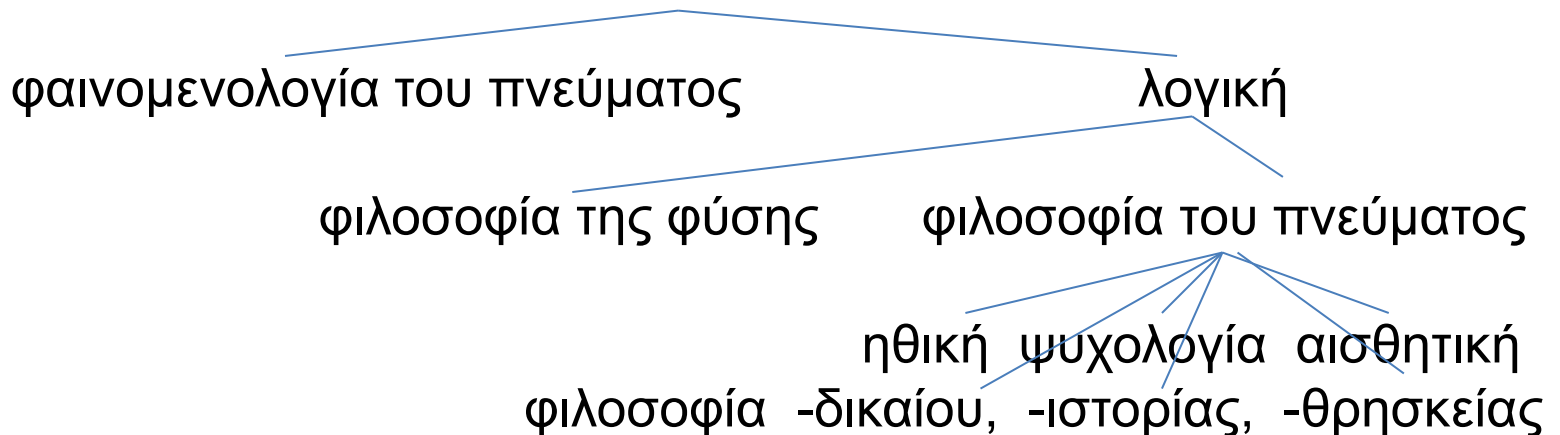 φαινομενολογία του πνεύματος λογική
φιλοσοφία της φύσης φιλοσοφία του πνεύματος
ηθική ψυχολογία αισθητική
φιλοσοφία -δικαίου, -ιστορίας, -θρησκείας